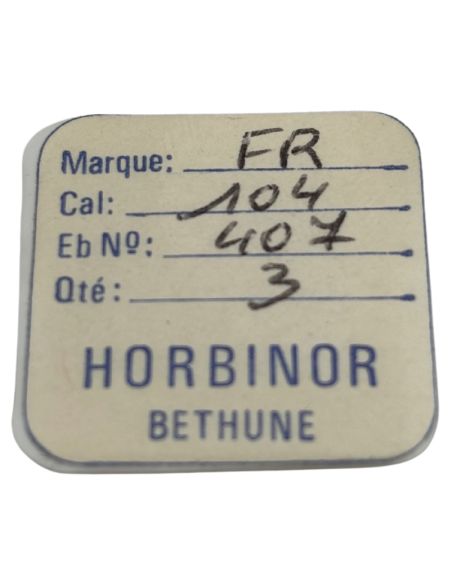 Marque: FR
Cal: 104
Eb Nº: 407
Qté: 3
HORBINOR
BETHUNE